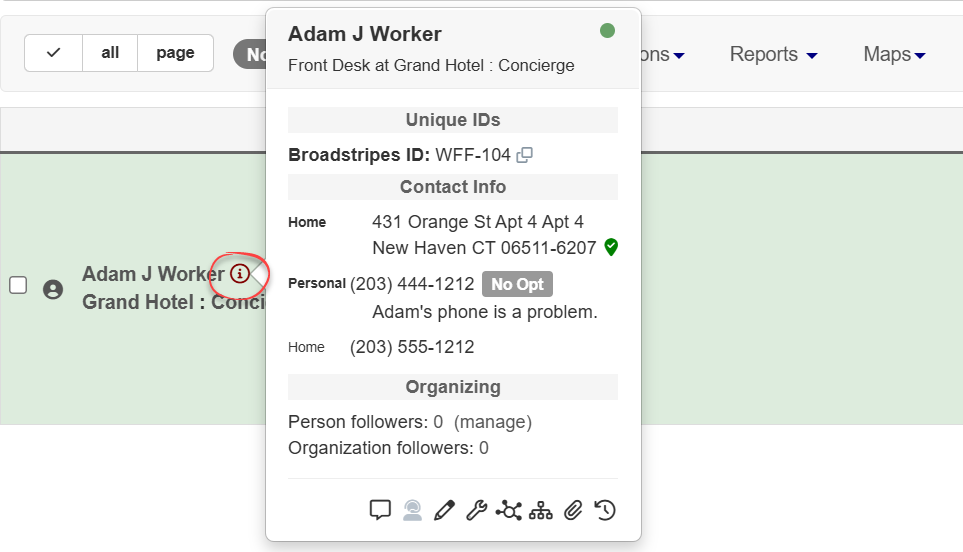 all
page
No
ons
Reports
Maps
Adam J Worker
Grand Hotel : Conci
Adam J Worker
Front Desk at Grand Hotel : Concierge
Unique IDs
Broadstripes ID: WFF-104
Contact Info
Home 431 Orange St Apt 4 Apt 4
New Haven CT 06511-6207
Personal (203) 444-1212 No Opt
Adam's phone is a problem.
Home (203) 555-1212
Organizing
Person followers: 0 (manage)
Organization followers: 0